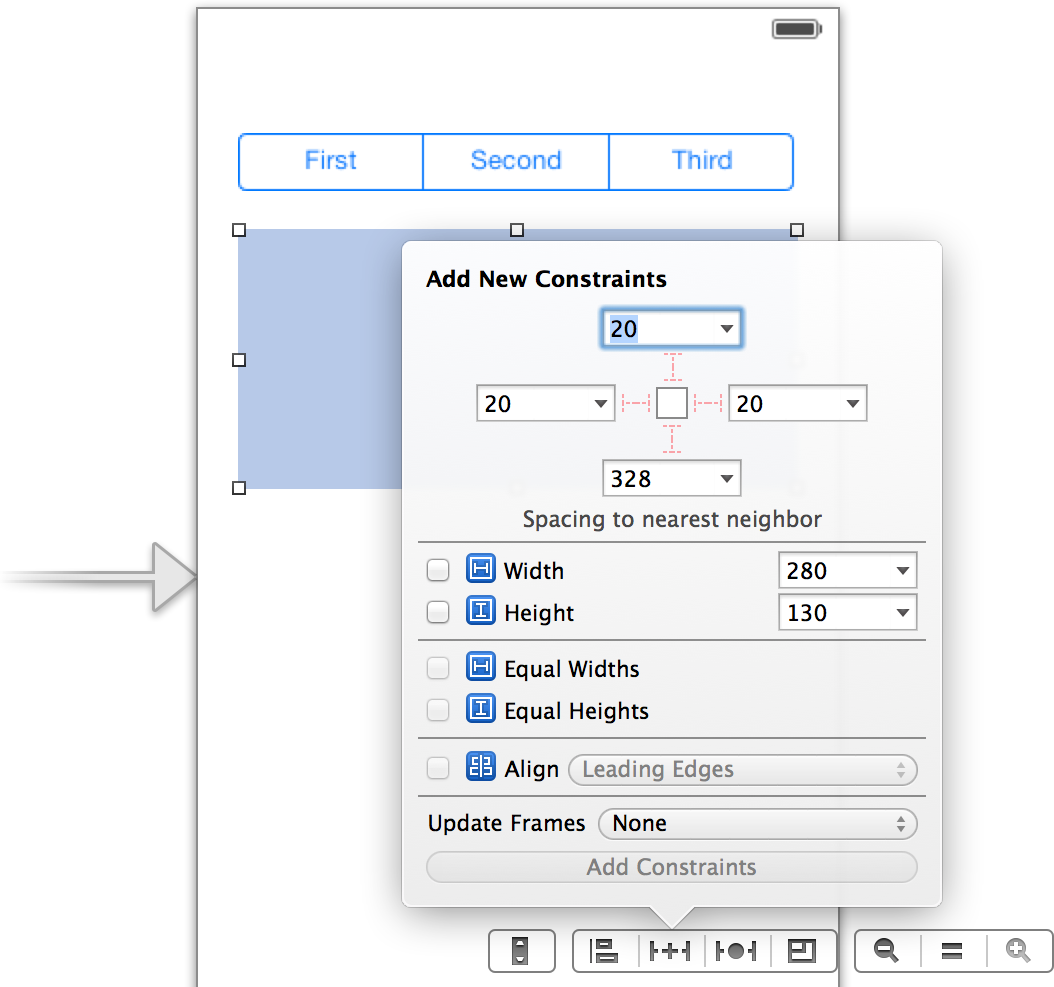 First Second Third
Add New Constraints
20
20 20
328
Spacing to nearest neighbor
Width 280
Height 130
Equal Widths
Equal Heights
Align Leading Edges
Update Frames None
Add Constraints